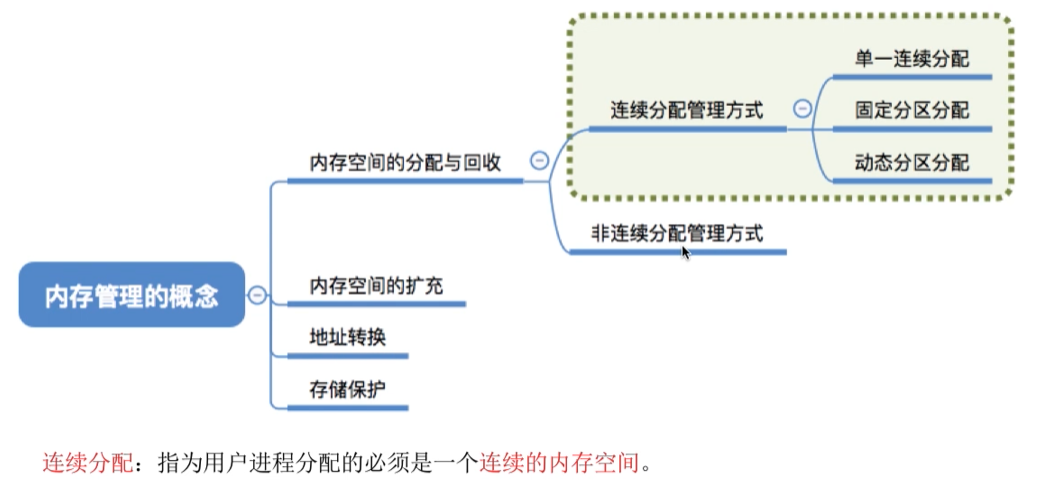 单一连续分配
连续分配管理方式
固定分区分配
动态分区分配
内存空间的分配与回收
非连续分配管理方式
内存管理的概念
内存空间的扩充
地址转换
存储保护
连续分配：指为用户进程分配的必须是一个连续的内存空间。